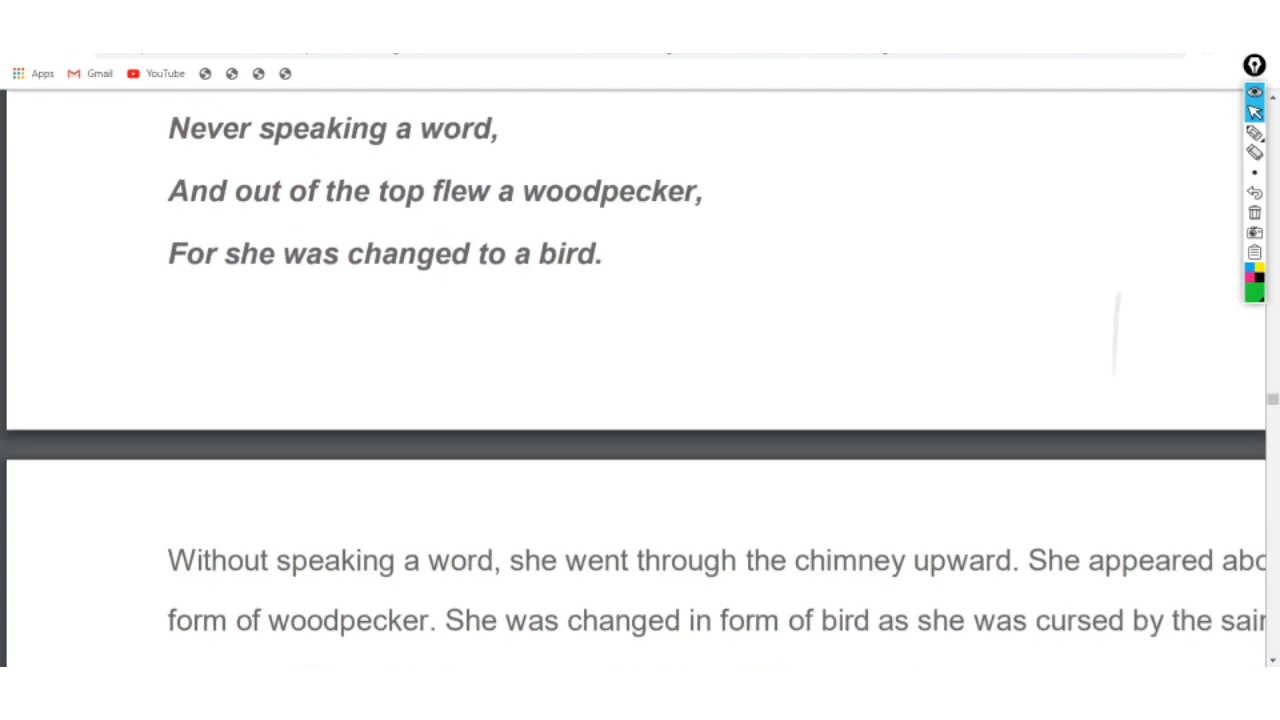 Apps Gmail YouTube
Never speaking a word,
And out of the top flew a woodpecker,
For she was changed to a bird.
Without speaking a word, she went through the chimney upward. She appeared
form of woodpecker. She was changed in form of bird as she was cursed by the